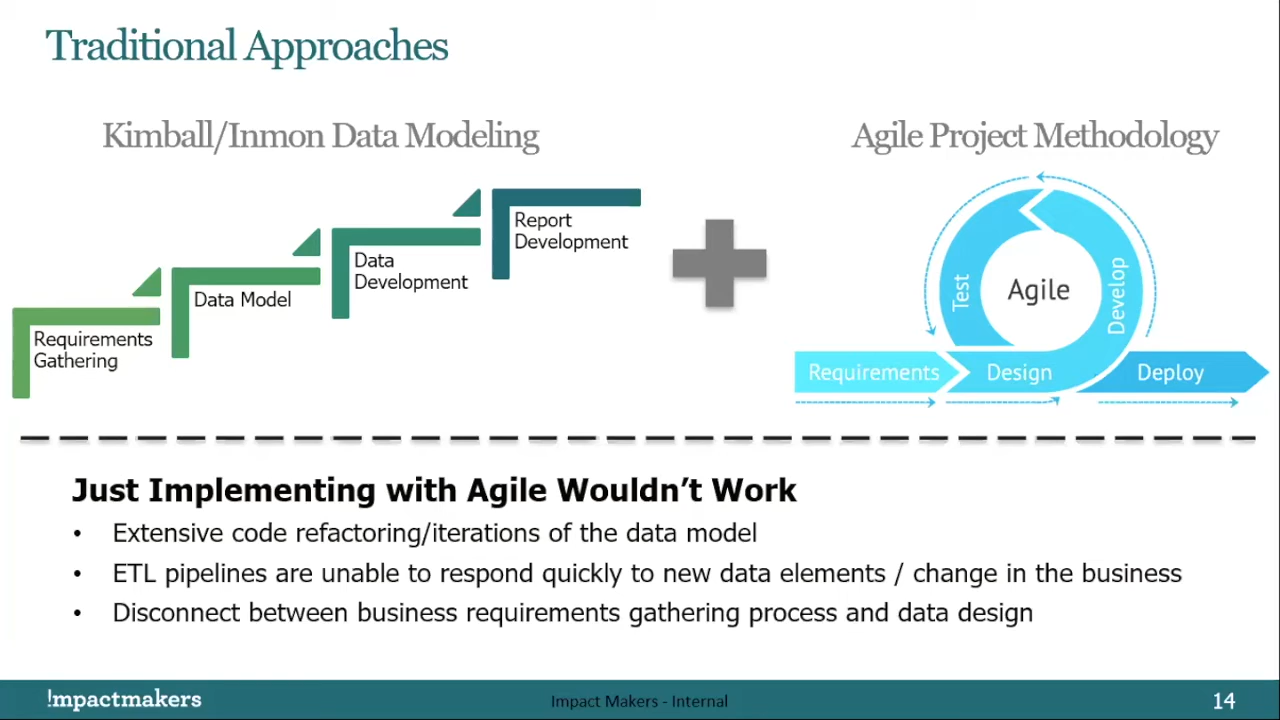 Traditional Approaches
Kimball/Inmon Data Modeling
Requirements
Gathering
Data Model
Data
Development
Report
Development
Agile Project Methodology
Test
Agile
Develop
Requirements
Design
Deploy
Just Implementing with Agile Wouldn’t Work
• Extensive code refactoring/iterations of the data model
• ETL pipelines are unable to respond quickly to new data elements / change in the business
• Disconnect between business requirements gathering process and data design
!mpactmakers
Impact Makers - Internal
14